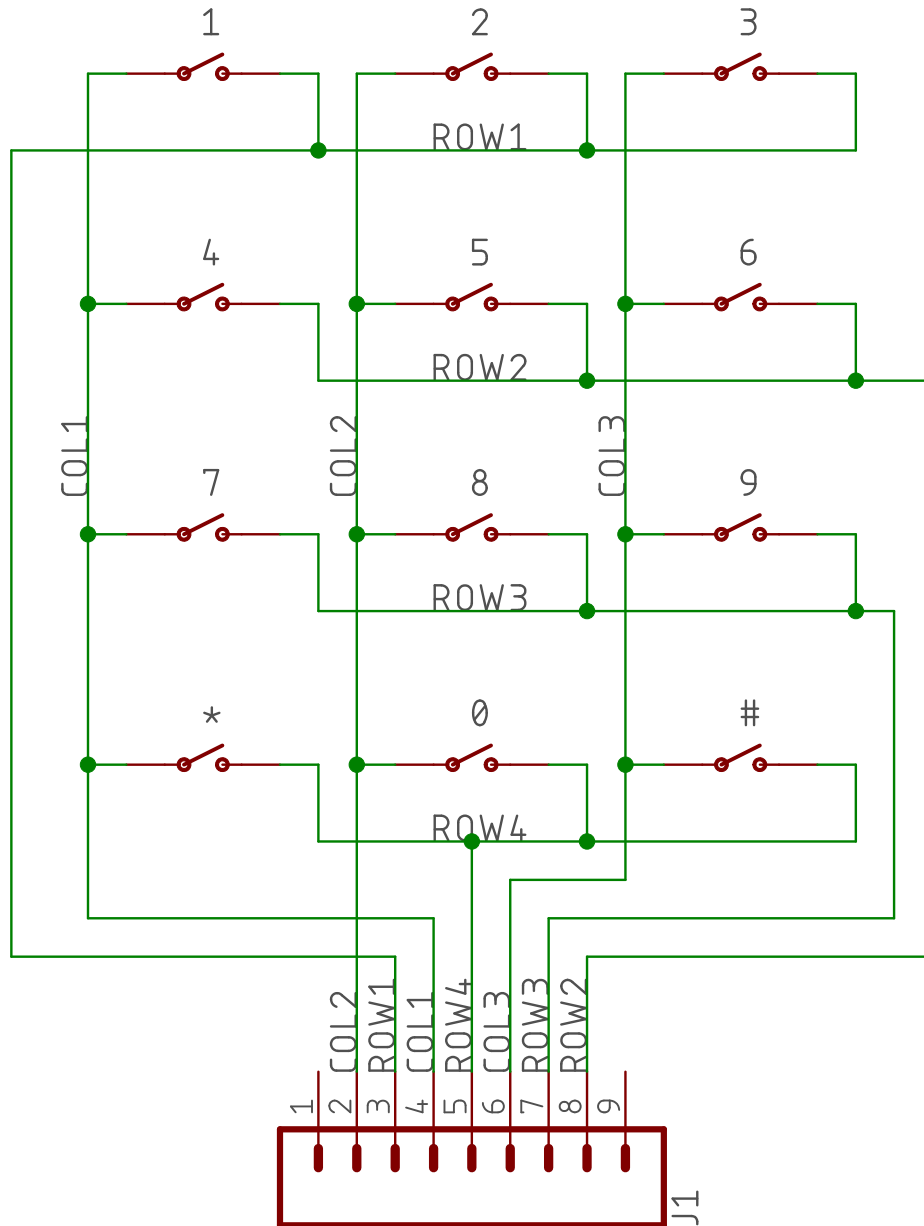 1 2 3
ROW1
4 5 6
ROW2
COL1 COL2 COL3
7 8 9
ROW3
* 0 #
ROW4
COL2 ROW1 COL1 ROW4 COL3 ROW3 ROW2
1 2 3 4 5 6 7 8 9
J1